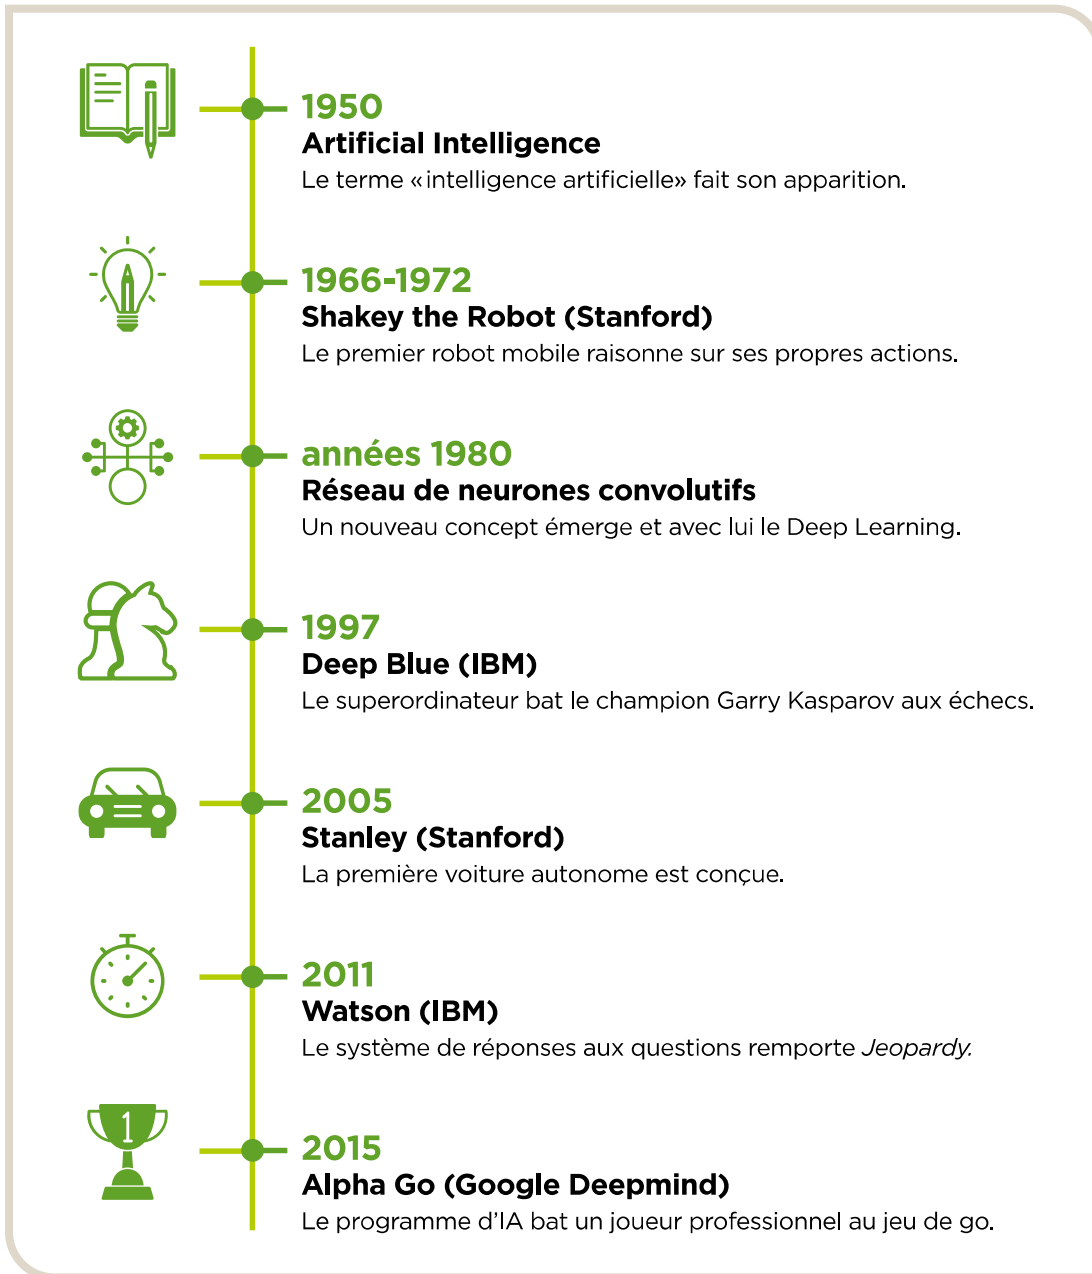 1950
Artificial Intelligence
Le terme «intelligence artificielle» fait son apparition.
1966-1972
Shakey the Robot (Stanford)
Le premier robot mobile raisonne sur ses propres actions.
années 1980
Réseau de neurones convolutifs
Un nouveau concept émerge et avec lui le Deep Learning.
1997
Deep Blue (IBM)
Le superordinateur bat le champion Garry Kasparov aux échecs.
2005
Stanley (Stanford)
La première voiture autonome est conçue.
2011
Watson (IBM)
Le système de réponses aux questions remporte Jeopardy.
1
2015
Alpha Go (Google Deepmind)
Le programme d’IA bat un joueur professionnel au jeu de go.